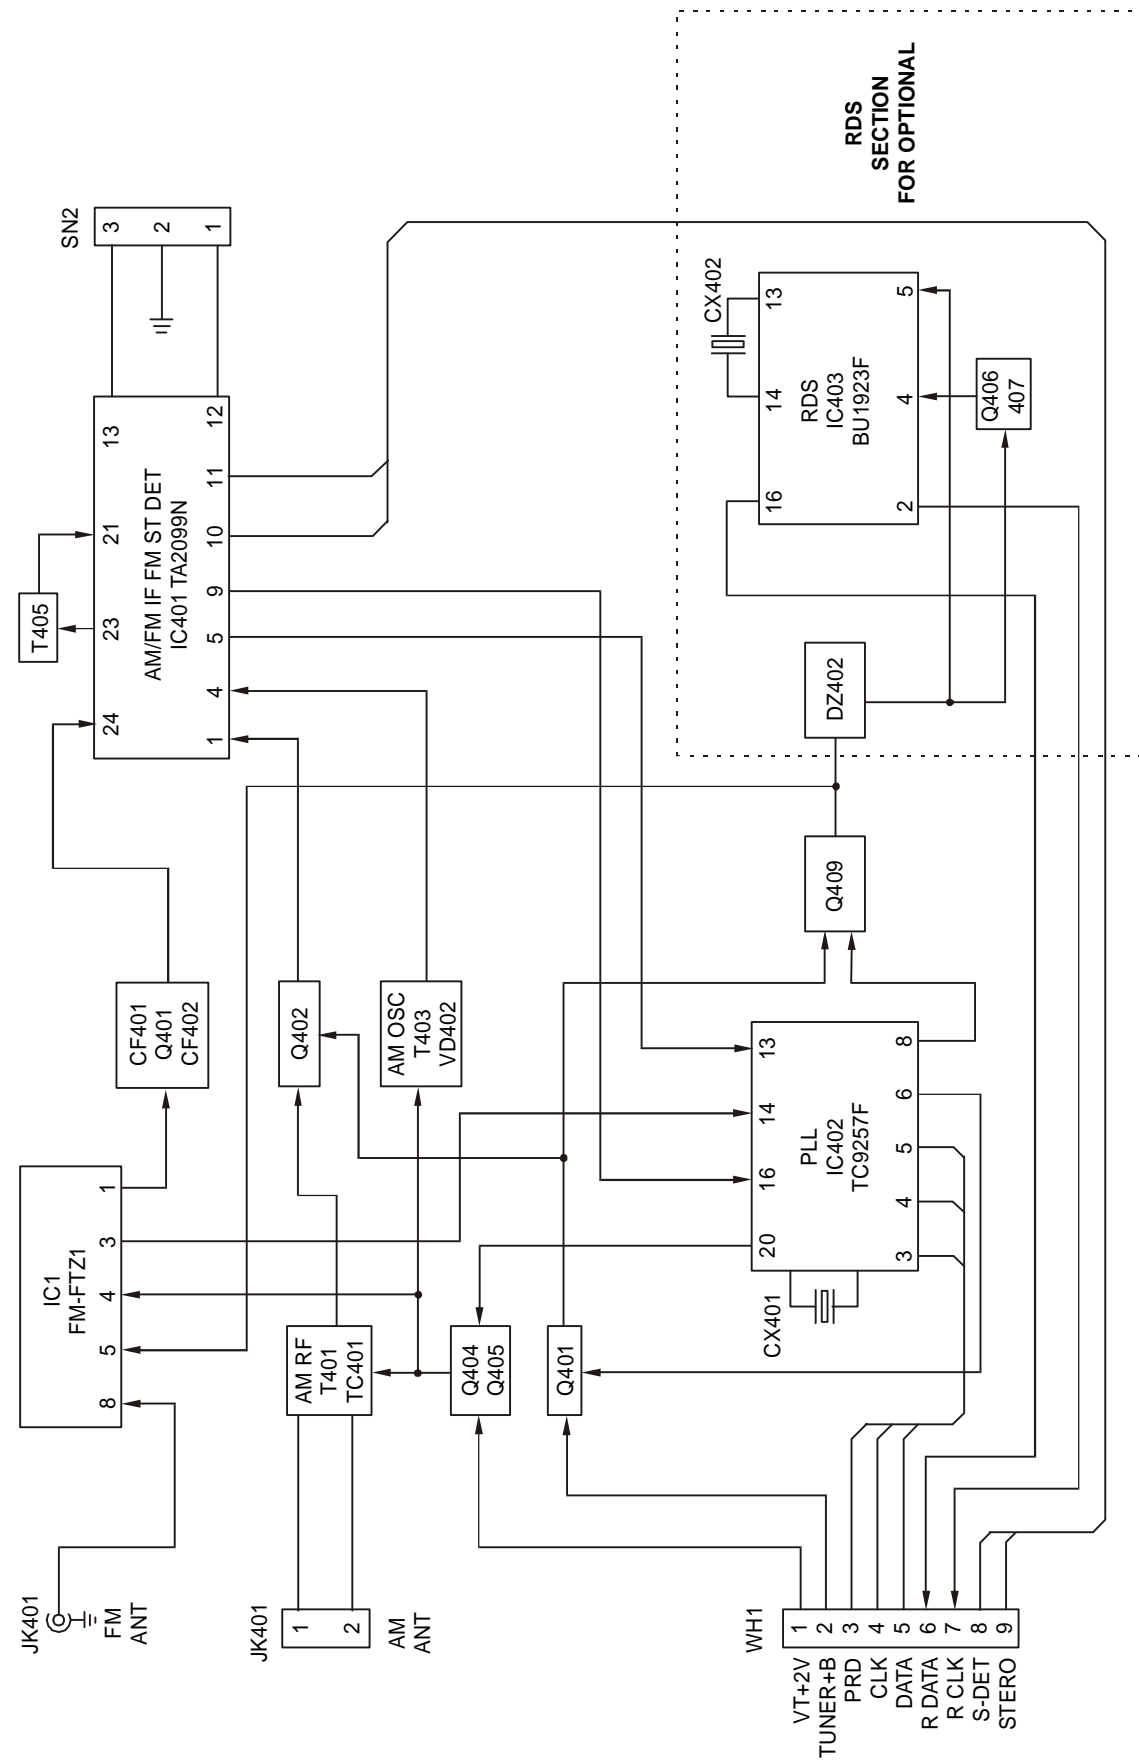 JK401
FM
ANT
JK401
1
2
AM
ANT
WH1
1
2
3
4
5
6
7
8
9
VT+2V
TUNER+B
PRD
CLK
DATA
R DATA
R CLK
S-DET
STERO
IC1
FM-FTZ1
8
5
4
3
1
AM RF
T401
TC401
Q404
Q405
Q401
CF401
Q401
CF402
Q402
AM OSC
T403
VD402
CX401
PLL
IC402
TC9257F
20
16
14
13
3
4
5
6
8
Q409
T405
24
23
21
13
AM/FM IF FM ST DET
IC401 TA2099N
1
4
5
9
10
11
12
SN2
3
2
1
DZ402
RDS
IC403
BU1923F
16
14
13
2
4
5
CX402
Q406
407
RDS
SECTION
FOR OPTIONAL